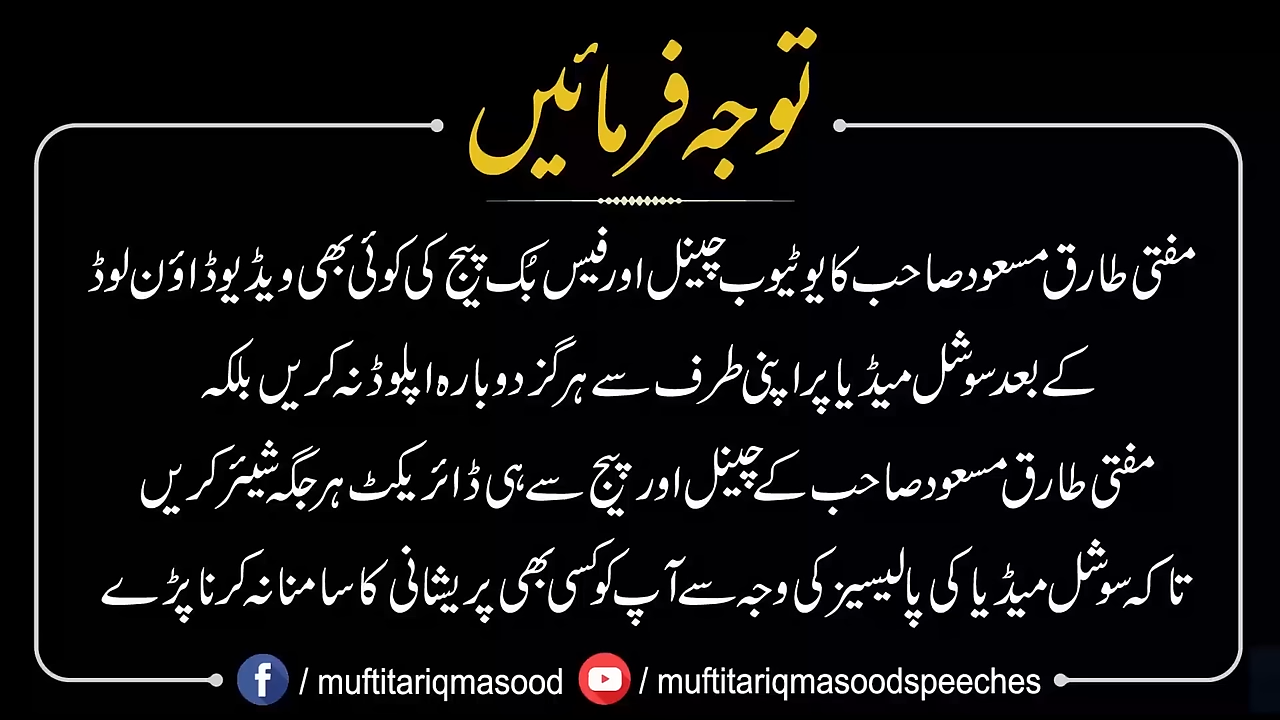 توجہ فرمائیں
مفتی طارق مسعود صاحب کا یوٹیوب چینل اور فیس بُک پیج کی کوئی بھی ویڈیو ڈاؤن لوڈ
کے بعد سوشل میڈیا پر اپنی طرف سے ہرگز دوبارہ اپلوڈ نہ کریں بلکہ
مفتی طارق مسعود صاحب کے چینل اور پیج سے ہی ڈائریکٹ ہر جگہ شیئر کریں
تاکہ سوشل میڈیا کی پالیسیز کی وجہ سے آپ کو کسی بھی پریشانی کا سامنا نہ کرنا پڑے
/ muftitariqmasood / muftitariqmasoodspeeches